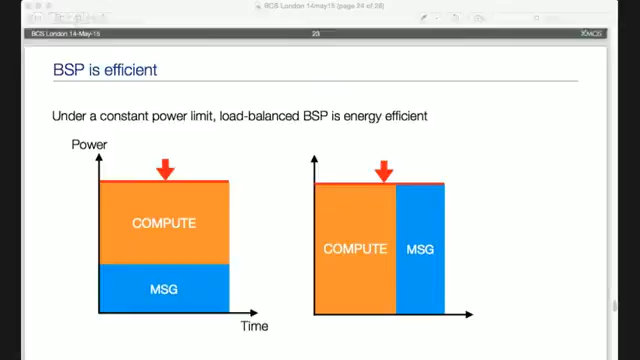 BCS London 14may15 (page 24 of 28)
BCS London 14-May-15
23
XMOS
BSP is efficient
Under a constant power limit, load-balanced BSP is energy efficient
Power
COMPUTE
MSG
Time
COMPUTE
MSG